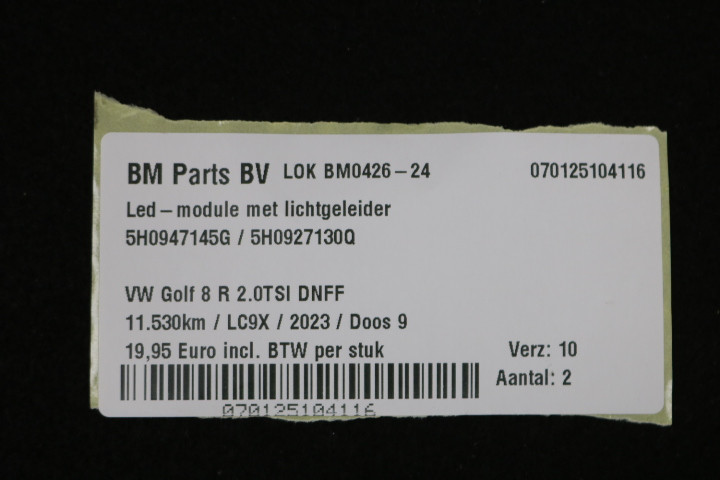 BM Parts BV LOK BM0426-24 070125104116
Led-module met lichtgeleider
5H0947145G / 5H0927130Q
VW Golf 8 R 2.0TSI DNFF
11.530km / LC9X / 2023 / Doos 9
19,95 Euro incl. BTW per stuk Verz: 10
Aantal: 2
070125104116